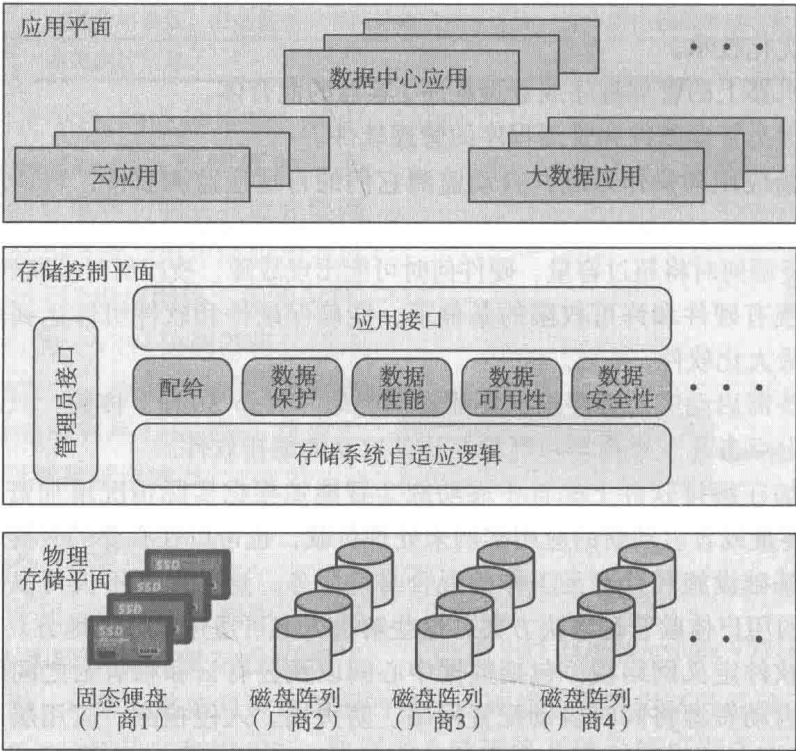 应用平面
数据中心应用
云应用
大数据应用
存储控制平面
管理员接口
应用接口
配给
数据
保护
数据
性能
数据
可用性
数据
安全性
存储系统自适应逻辑
物理
存储平面
SSD
SSD
SSD
SSD
固态硬盘
(厂商1)
磁盘阵列
(厂商2)
磁盘阵列
(厂商3)
磁盘阵列
(厂商4)